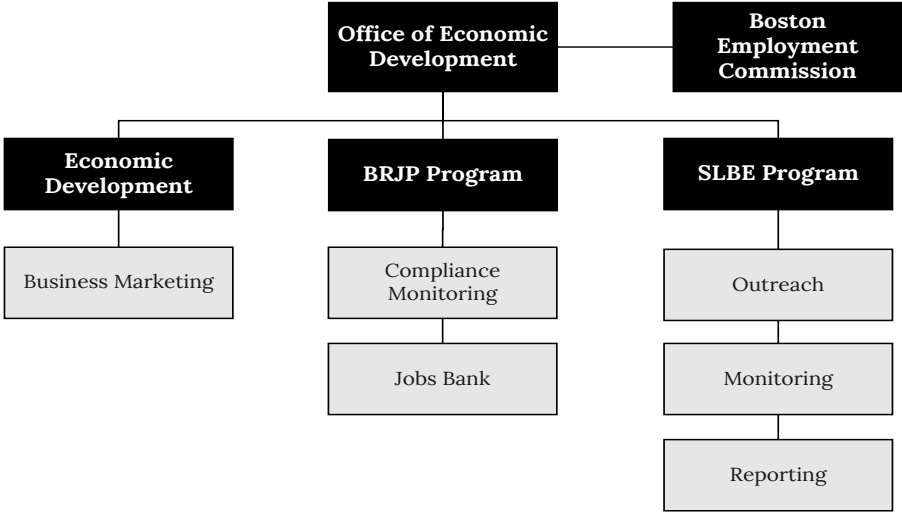 Office of Economic
Development
Boston
Employment
Commission
Economic
Development
BRJP Program
SLBE Program
Business Marketing
Compliance
Monitoring
Outreach
Jobs Bank
Monitoring
Reporting